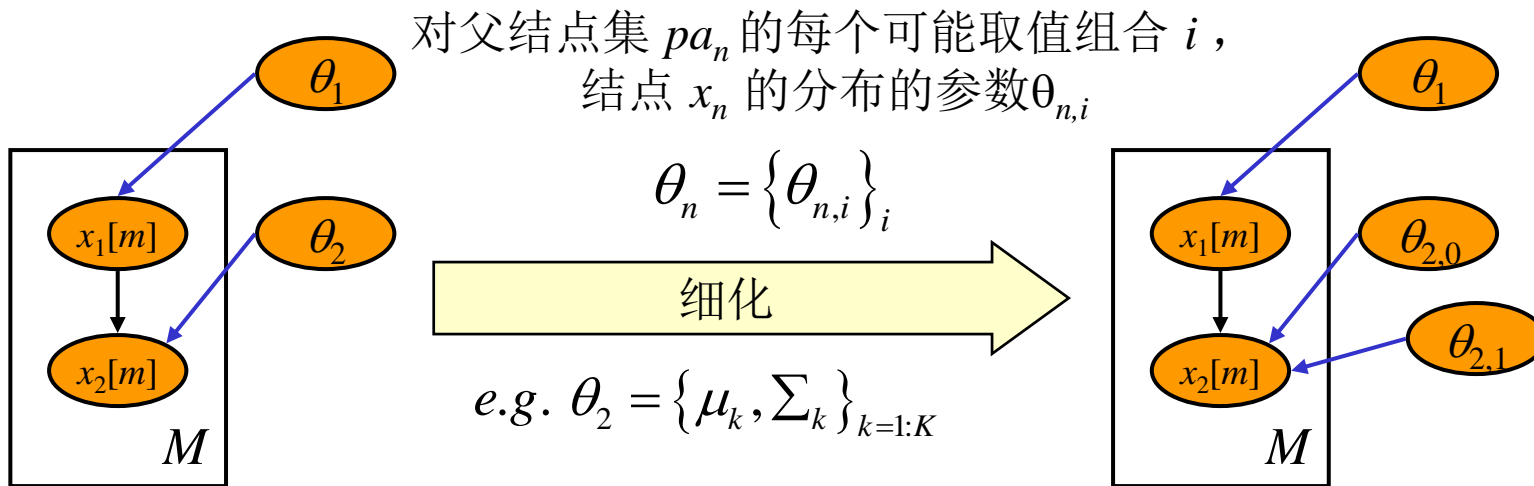 对父结点集 pa_n 的每个可能取值组合 i ，
结点 x_n 的分布的参数θ_{n,i}
θ_n = {θ_{n,i}}_i
细化
e.g. θ_2 = {μ_k, Σ_k}_{k=1:K}
θ_1
x_1[m]
θ_2
x_2[m]
M
θ_1
x_1[m]
θ_{2,0}
x_2[m]
θ_{2,1}
M